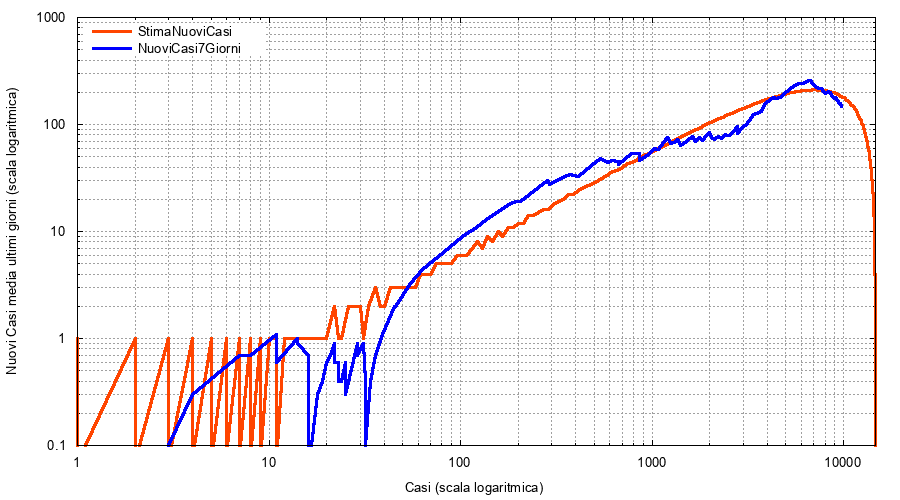 1000
StimaNuoviCasi
NuoviCasi7Giorni
100
10
1
0.1
1 10 100 1000 10000
Casi (scala logaritmica)
Nuovi Casi media ultimi giorni (scala logaritmica)